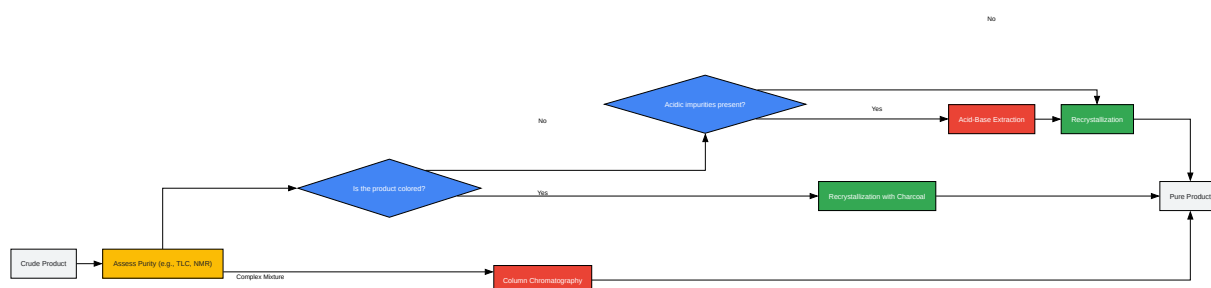 No
Acidic impurities present?
Yes
Acid-Base Extraction
Recrystallization
No
Is the product colored?
Yes
Recrystallization with Charcoal
Pure Product
Crude Product
Assess Purity (e.g., TLC, NMR)
Complex Mixture
Column Chromatography